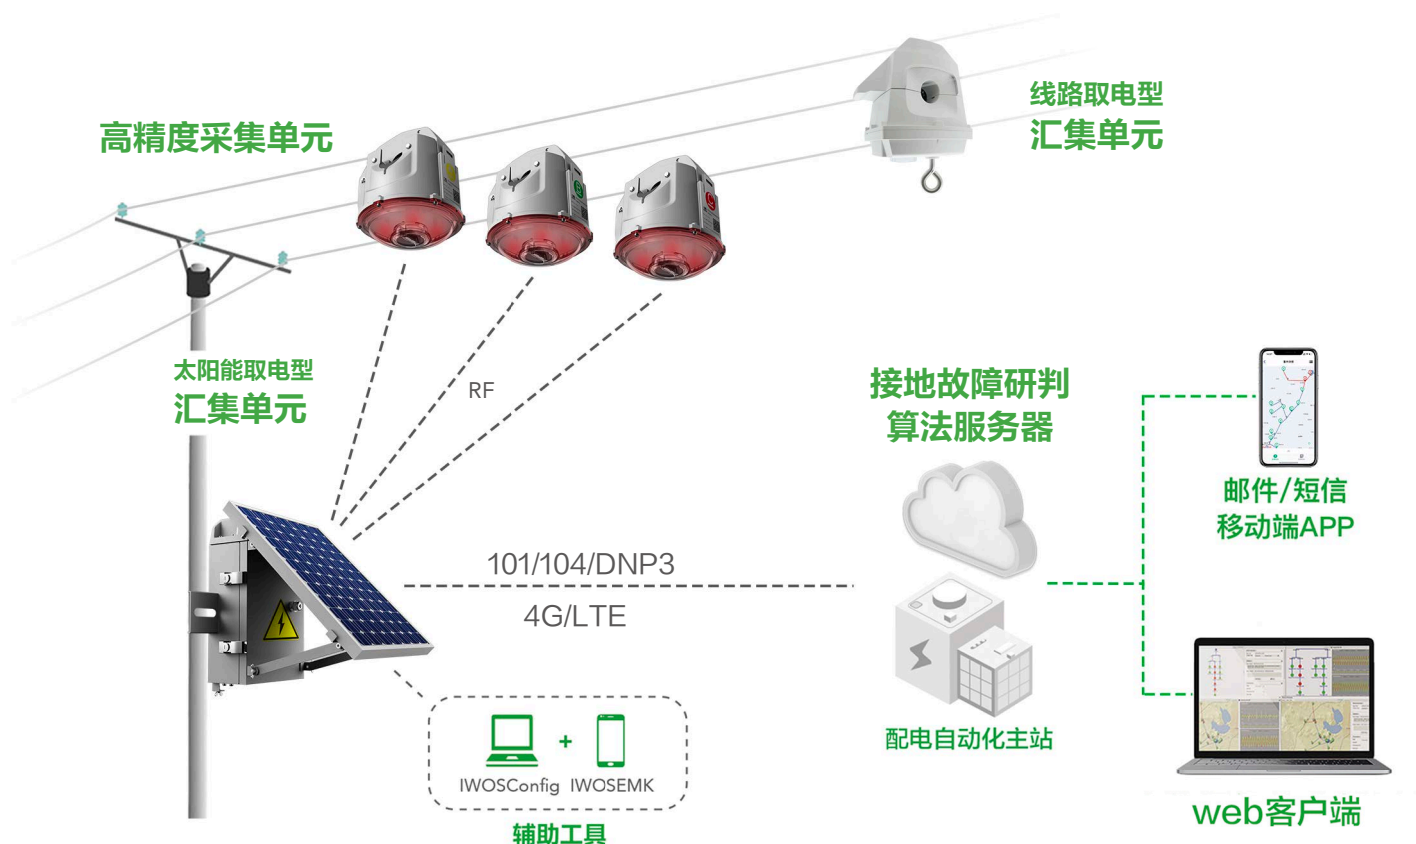 线路取电型
汇集单元
高精度采集单元
太阳能取电型
汇集单元
RF
接地故障研判
算法服务器
邮件/短信
移动端APP
101/104/DNP3
4G/LTE
配电自动化主站
IWOSConfig
+
IWOSEMK
辅助工具
web客户端